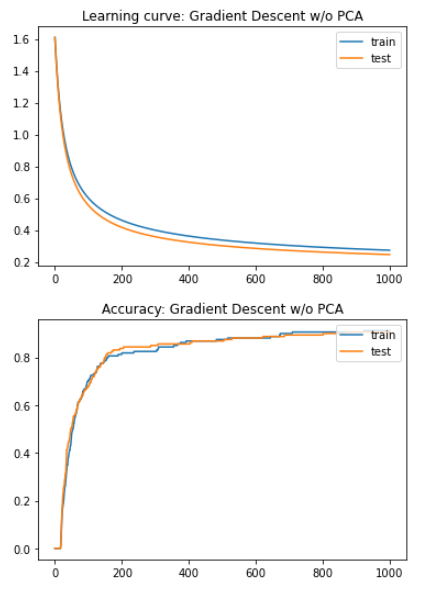 Learning curve: Gradient Descent w/o PCA
1.6
1.4
1.2
1.0
0.8
0.6
0.4
0.2
train
test
0 200 400 600 800 1000
Accuracy: Gradient Descent w/o PCA
0.8
0.6
0.4
0.2
0.0
train
test
0 200 400 600 800 1000